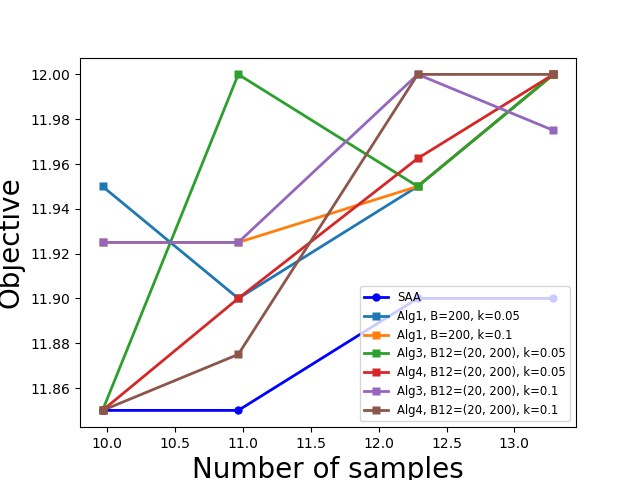 12.00
11.98
11.96
11.94
11.92
11.90
11.88
11.86
Objective
SAA
Alg1, B=200, k=0.05
Alg1, B=200, k=0.1
Alg3, B12=(20, 200), k=0.05
Alg4, B12=(20, 200), k=0.05
Alg3, B12=(20, 200), k=0.1
Alg4, B12=(20, 200), k=0.1
10.0 10.5 11.0 11.5 12.0 12.5 13.0
Number of samples